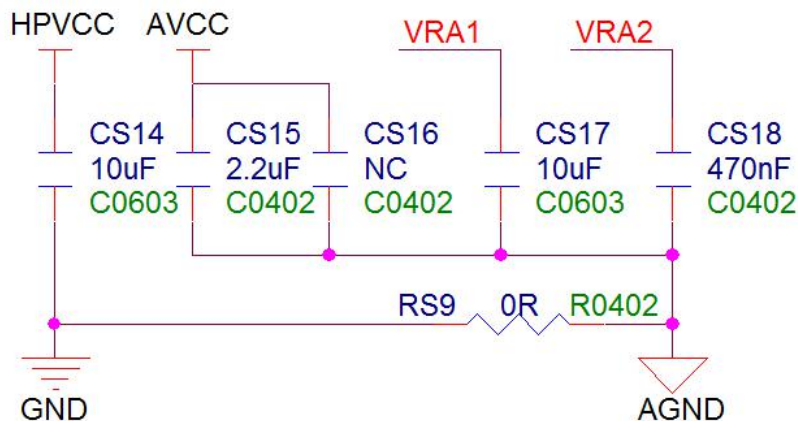 HPVCC AVCC VRA1 VRA2
CS14 CS15 CS16 CS17 CS18
10uF 2.2uF NC 10uF 470nF
C0603 C0402 C0402 C0603 C0402
RS9 0R R0402
GND AGND